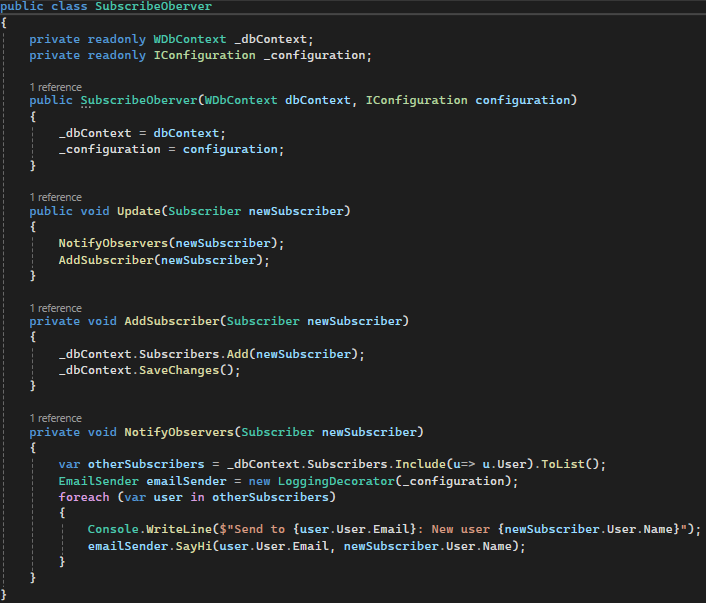 public class SubscribeOberver
{
private readonly WDbContext _dbContext;
private readonly IConfiguration _configuration;
1 reference
public SubscribeOberver(WDbContext dbContext, IConfiguration configuration)
{
_dbContext = dbContext;
_configuration = configuration;
}
1 reference
public void Update(Subscriber newSubscriber)
{
NotifyObservers(newSubscriber);
AddSubscriber(newSubscriber);
}
1 reference
private void AddSubscriber(Subscriber newSubscriber)
{
_dbContext.Subscribers.Add(newSubscriber);
_dbContext.SaveChanges();
}
1 reference
private void NotifyObservers(Subscriber newSubscriber)
{
var otherSubscribers = _dbContext.Subscribers.Include(u=> u.User).ToList();
EmailSender emailSender = new LoggingDecorator(_configuration);
foreach (var user in otherSubscribers)
{
Console.WriteLine($"Send to {user.User.Email}: New user {newSubscriber.User.Name}");
emailSender.SayHi(user.User.Email, newSubscriber.User.Name);
}
}
}